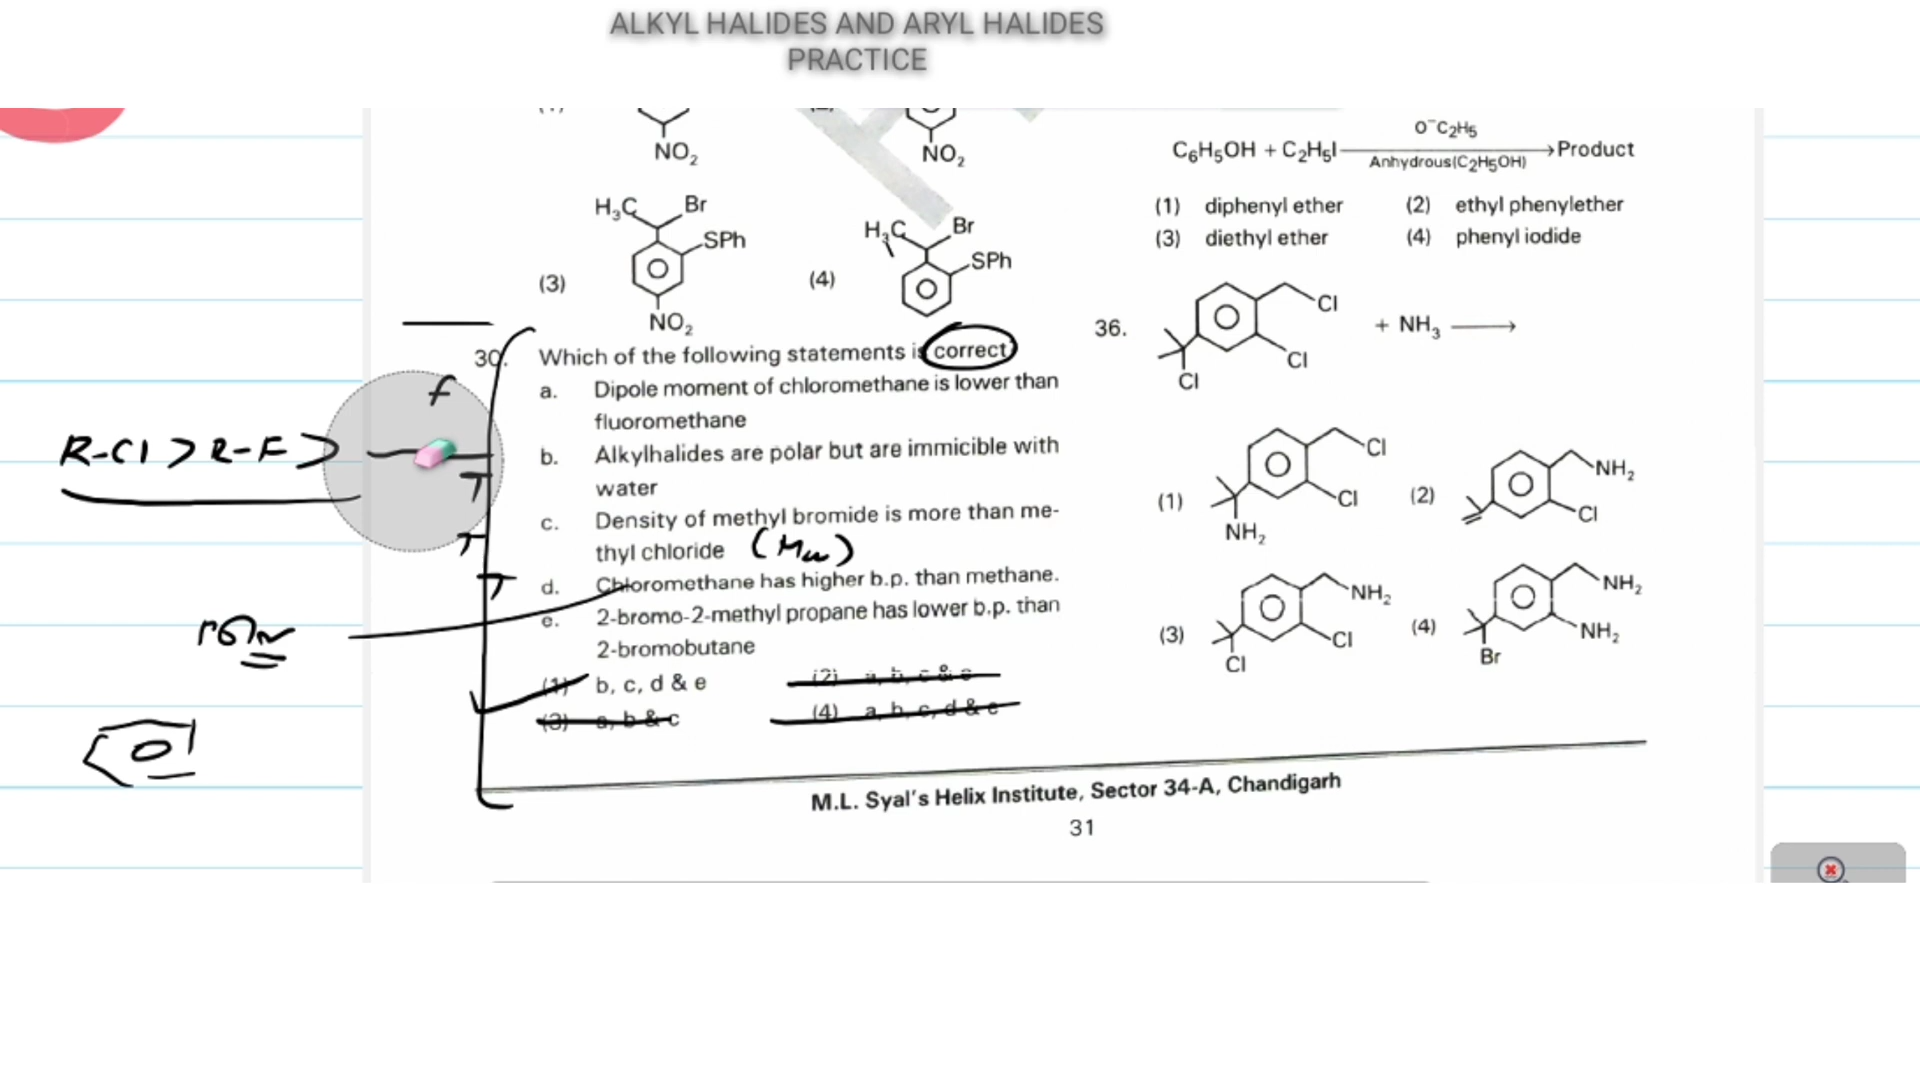 ALKYL HALIDES AND ARYL HALIDES
PRACTICE
NO2
NO2
H3C Br
SPh
(3)
NO2
H3C Br
SPh
(4)
30. Which of the following statements is correct
a. Dipole moment of chloromethane is lower than
fluoromethane
b. Alkylhalides are polar but are immicible with
water
c. Density of methyl bromide is more than me-
thyl chloride (Mw)
d. Chloromethane has higher b.p. than methane.
e. 2-bromo-2-methyl propane has lower b.p. than
2-bromobutane
(1) b, c, d & e (2) a, b, c & e
(3) a, b & c (4) a, b, c, d & e
f
R-Cl > R-F >
T
T
T
C6H5OH + C2H5I O⁻C2H5 Anhydrous(C2H5OH) Product
(1) diphenyl ether (2) ethyl phenylether
(3) diethyl ether (4) phenyl iodide
36.
Cl
Cl
Cl
+ NH3
(1)
Cl
Cl
NH2
(2)
NH2
Cl
(3)
NH2
Cl
Cl
(4)
NH2
NH2
Br
M.L. Syal's Helix Institute, Sector 34-A, Chandigarh
31